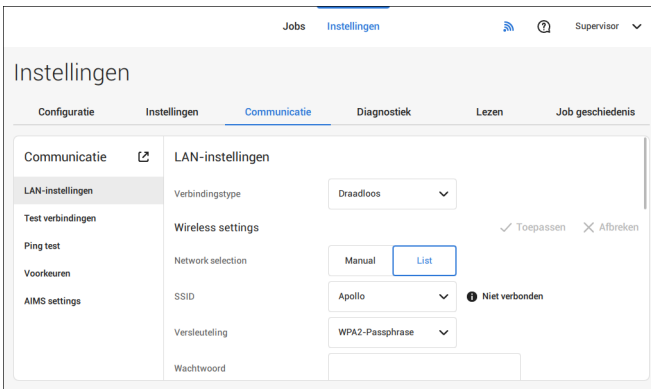 Jobs Instellingen Supervisor
Instellingen
Configuratie Instellingen Communicatie Diagnostiek Lezen Job geschiedenis
Communicatie
LAN-instellingen
Test verbindingen
Ping test
Voorkeuren
AIMS settings
LAN-instellingen
Verbindingstype Draadloos
Wireless settings Toepassen Afbreken
Network selection Manual List
SSID Apollo Niet verbonden
Versleuteling WPA2-Passphrase
Wachtwoord